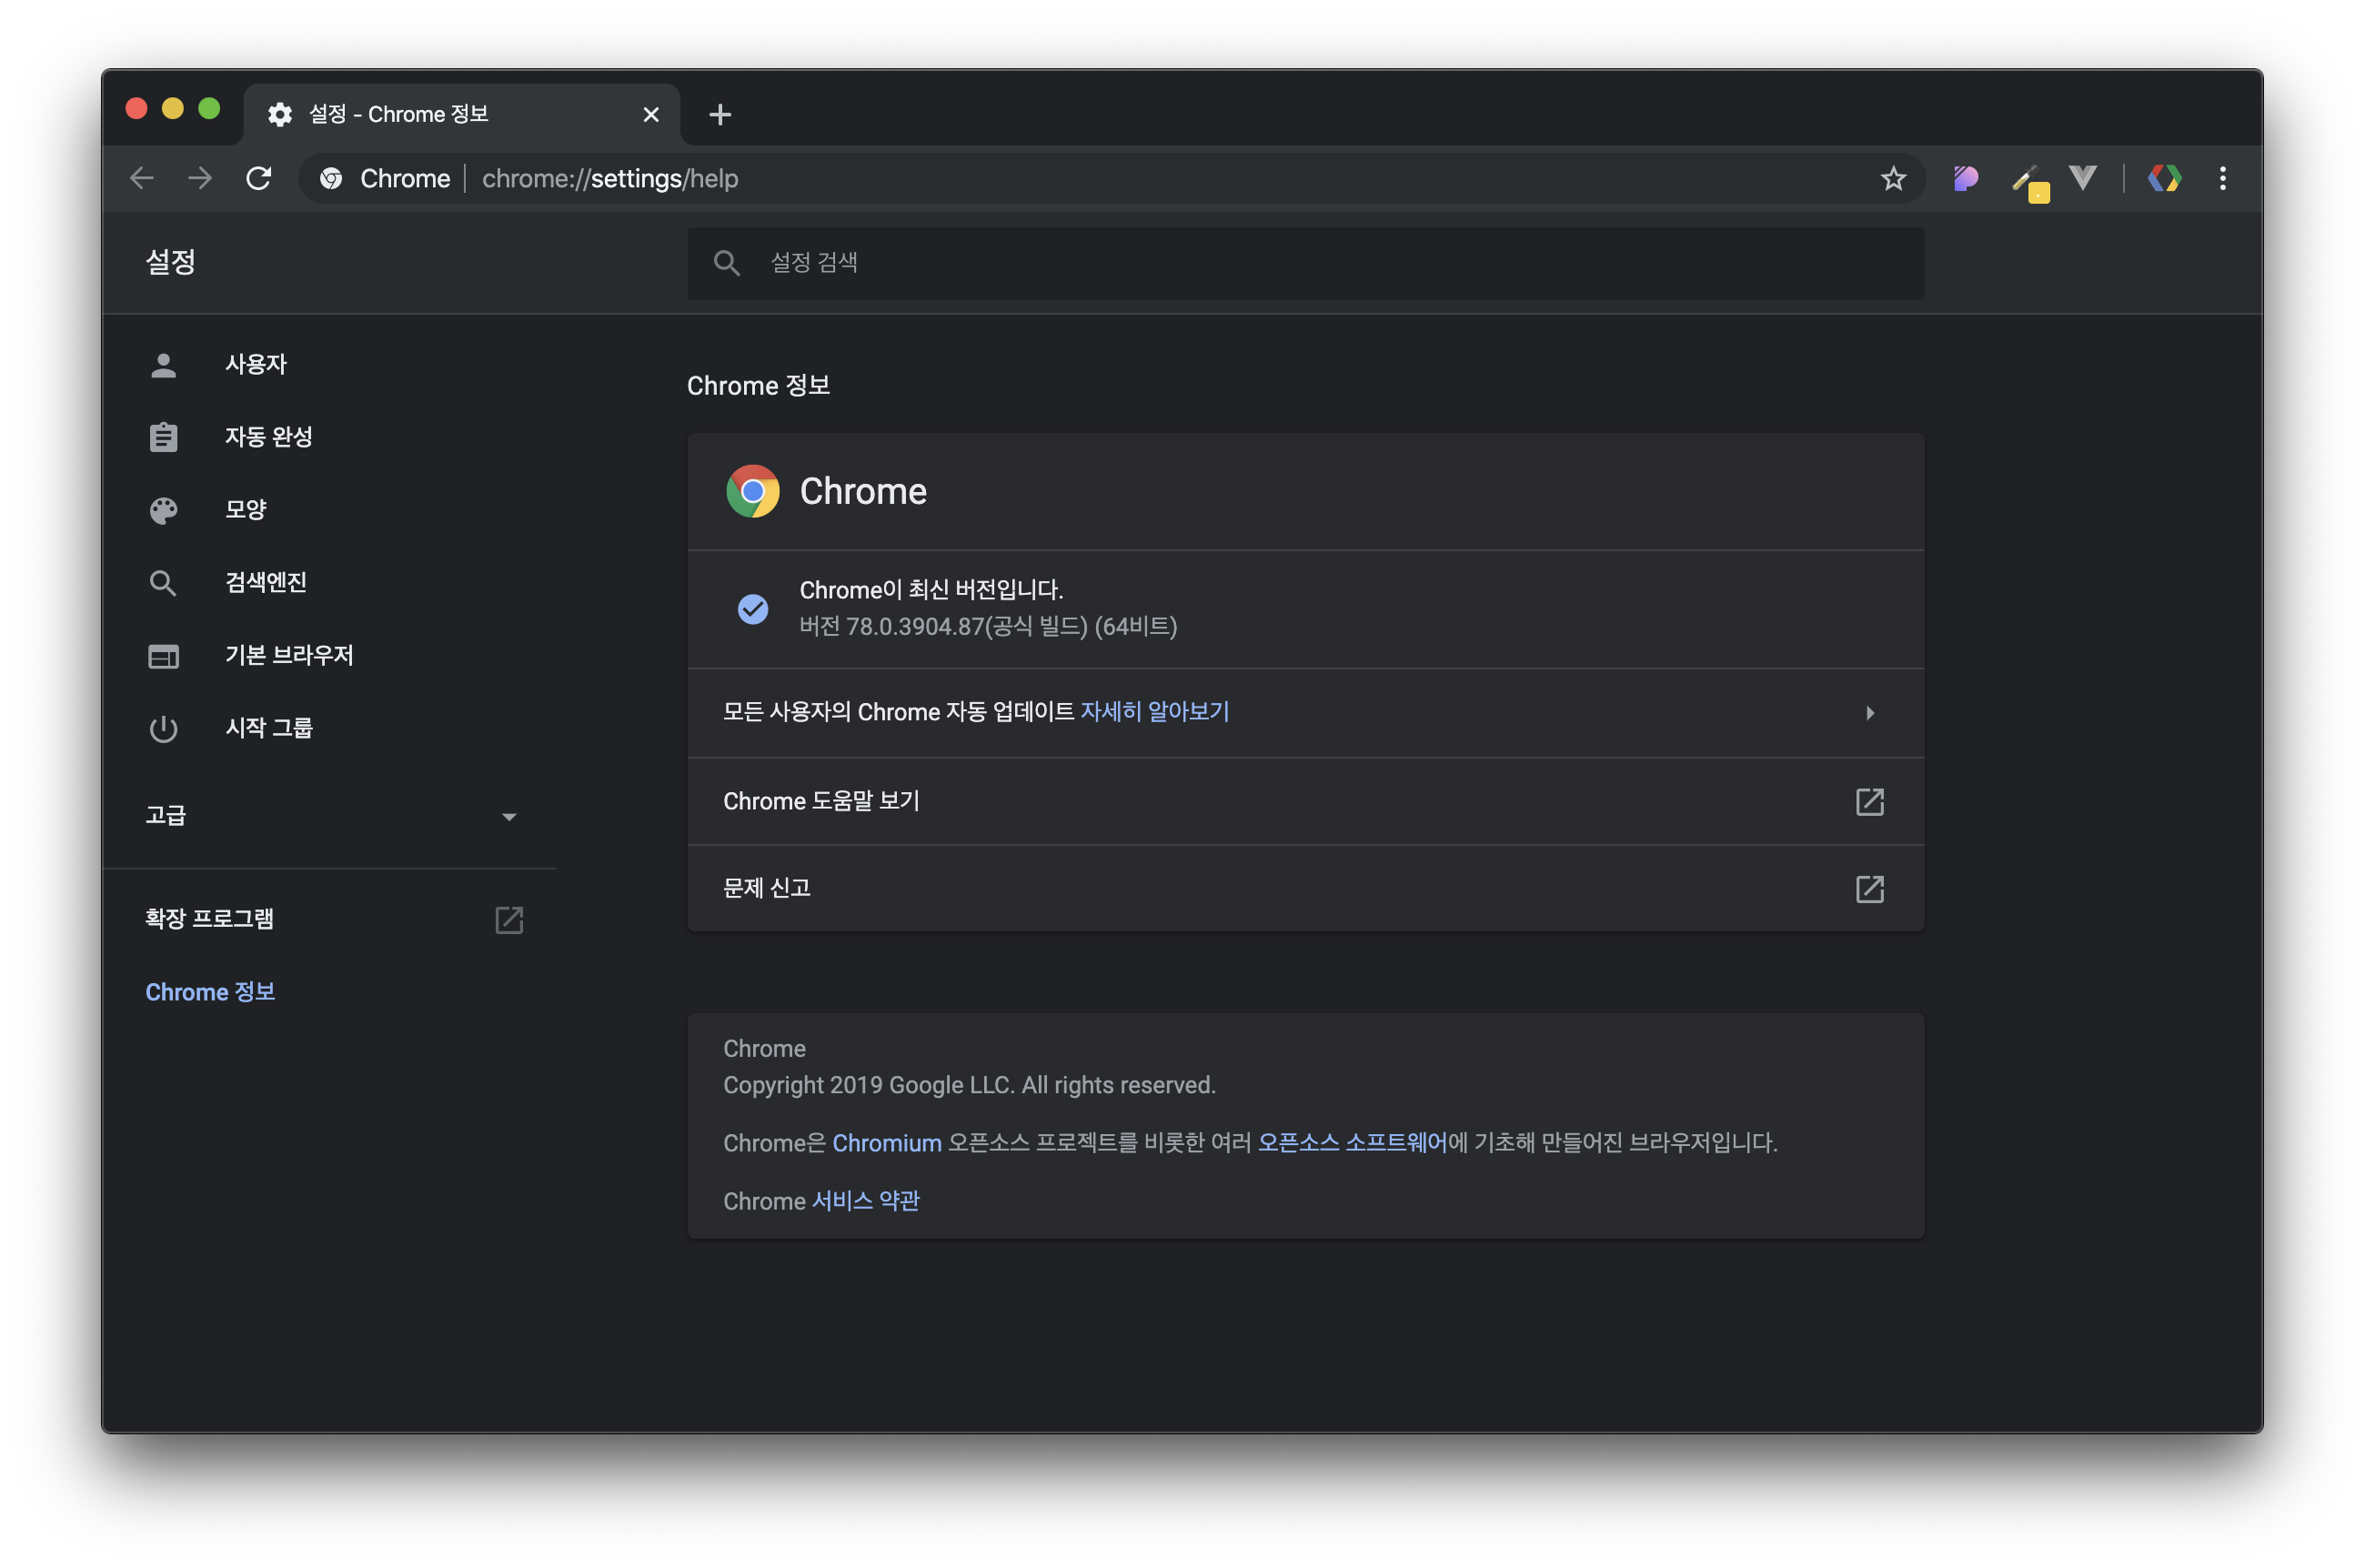 설정 - Chrome 정보
Chrome chrome://settings/help
설정
설정 검색
사용자
자동 완성
모양
검색엔진
기본 브라우저
시작 그룹
고급
확장 프로그램
Chrome 정보
Chrome 정보
Chrome
Chrome이 최신 버전입니다.
버전 78.0.3904.87(공식 빌드) (64비트)
모든 사용자의 Chrome 자동 업데이트 자세히 알아보기
Chrome 도움말 보기
문제 신고
Chrome
Copyright 2019 Google LLC. All rights reserved.
Chrome은 Chromium 오픈소스 프로젝트를 비롯한 여러 오픈소스 소프트웨어에 기초해 만들어진 브라우저입니다.
Chrome 서비스 약관